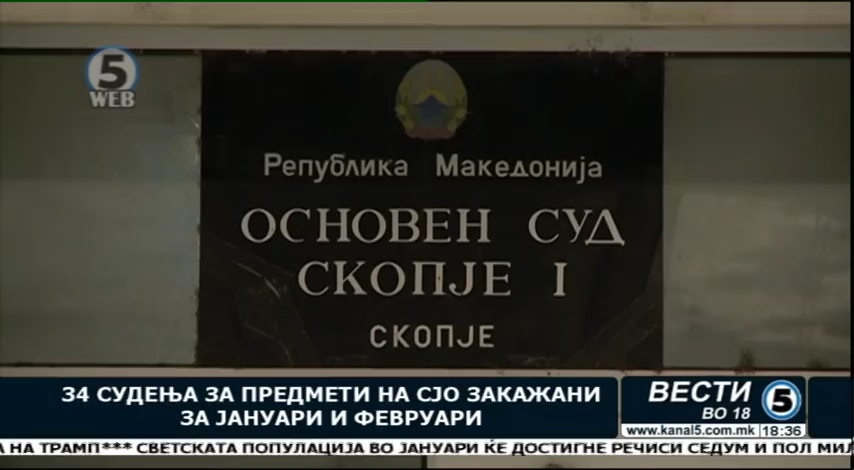 5
WEB
Република Македонија
ОСНОВЕН СУД
СКОПЈЕ I
СКОПЈЕ
34 СУДЕЊА ЗА ПРЕДМЕТИ НА СЈО ЗАКАЖАНИ
ЗА ЈАНУАРИ И ФЕВРУАРИ
ВЕСТИ
ВО 18
5
www.kanal5.com.mk 18:36
А НА ТРАМП*** СВЕТСКАТА ПОПУЛАЦИЈА ВО ЈАНУАРИ ЌЕ ДОСТИГНЕ РЕЧИСИ СЕДУМ И ПОЛ МИЛ